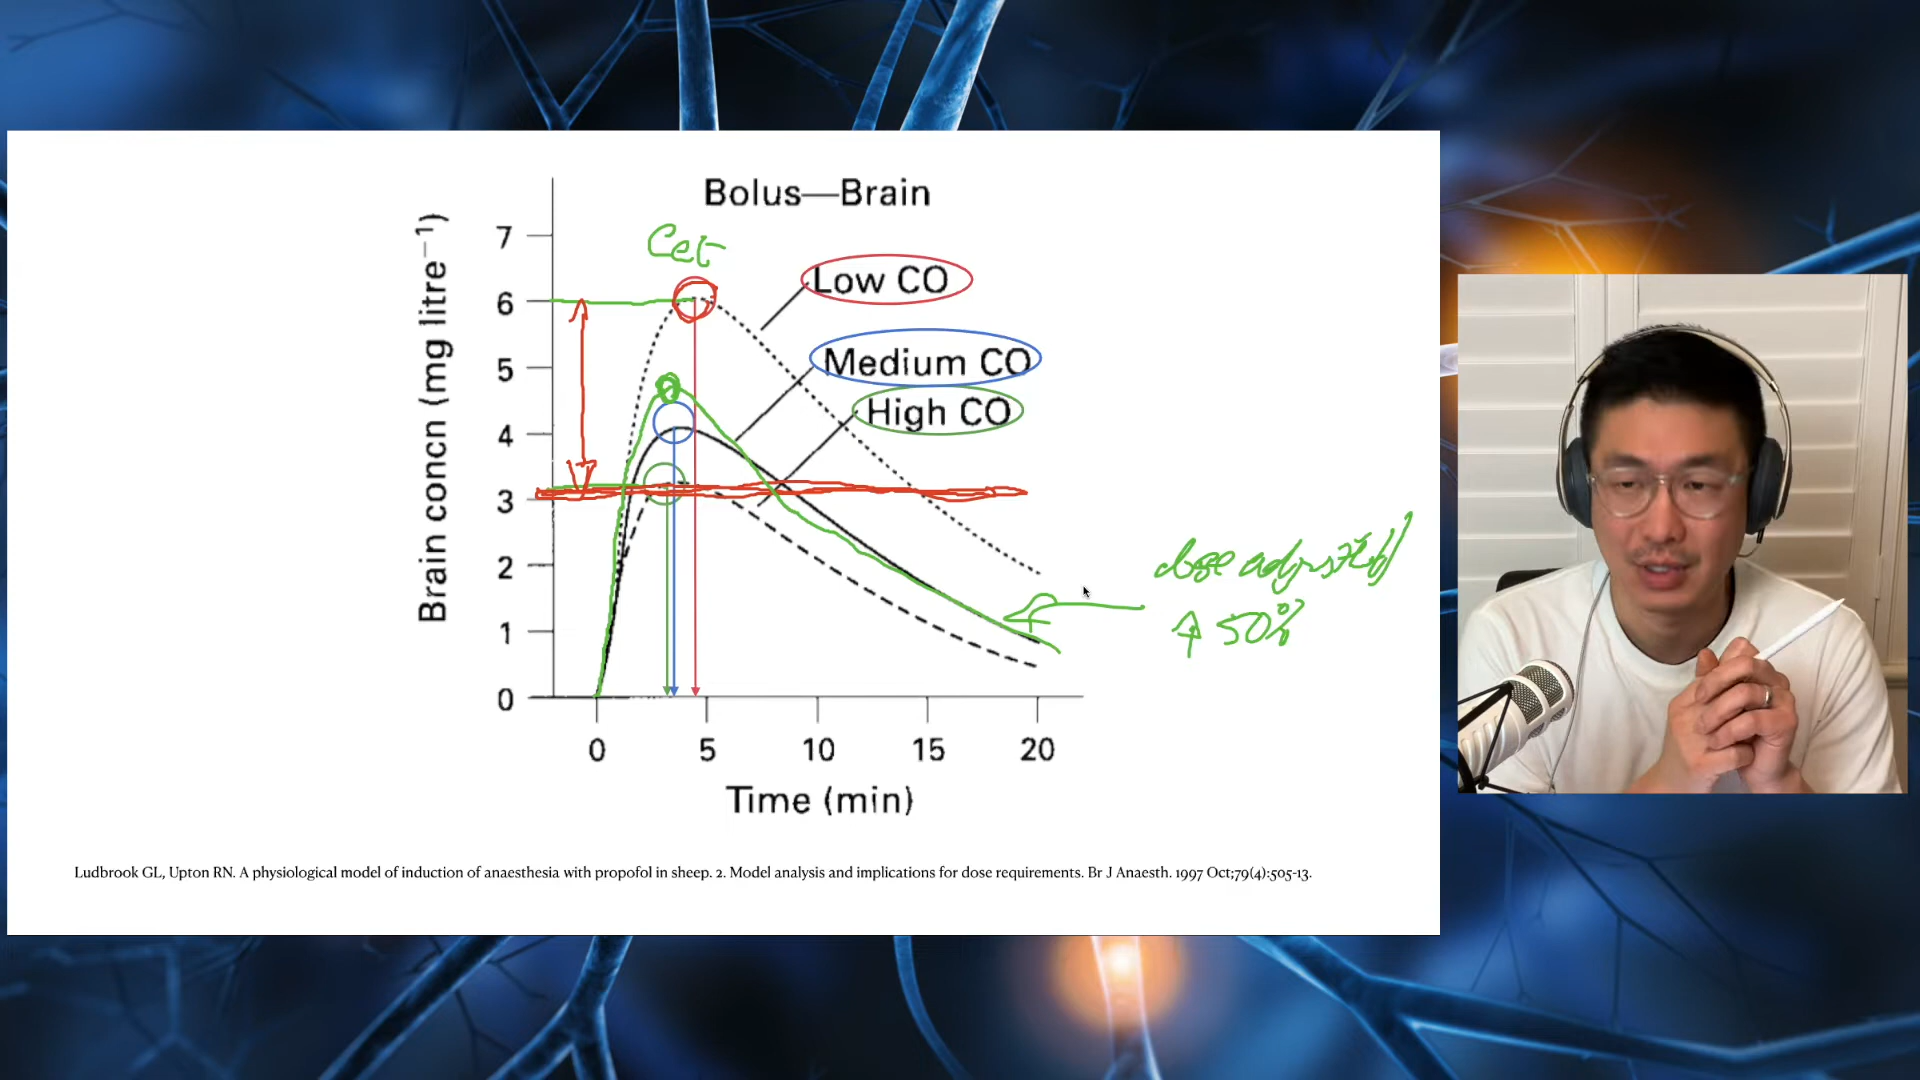 Bolus—Brain
Cet
Low CO
Medium CO
High CO
Brain concn (mg litre⁻¹)
7
6
5
4
3
2
1
0
0 5 10 15 20
Time (min)
dose adjusted
↑ 50%
Ludbrook GL, Upton RN. A physiological model of induction of anaesthesia with propofol in sheep. 2. Model analysis and implications for dose requirements. Br J Anaesth. 1997 Oct;79(4):505-13.